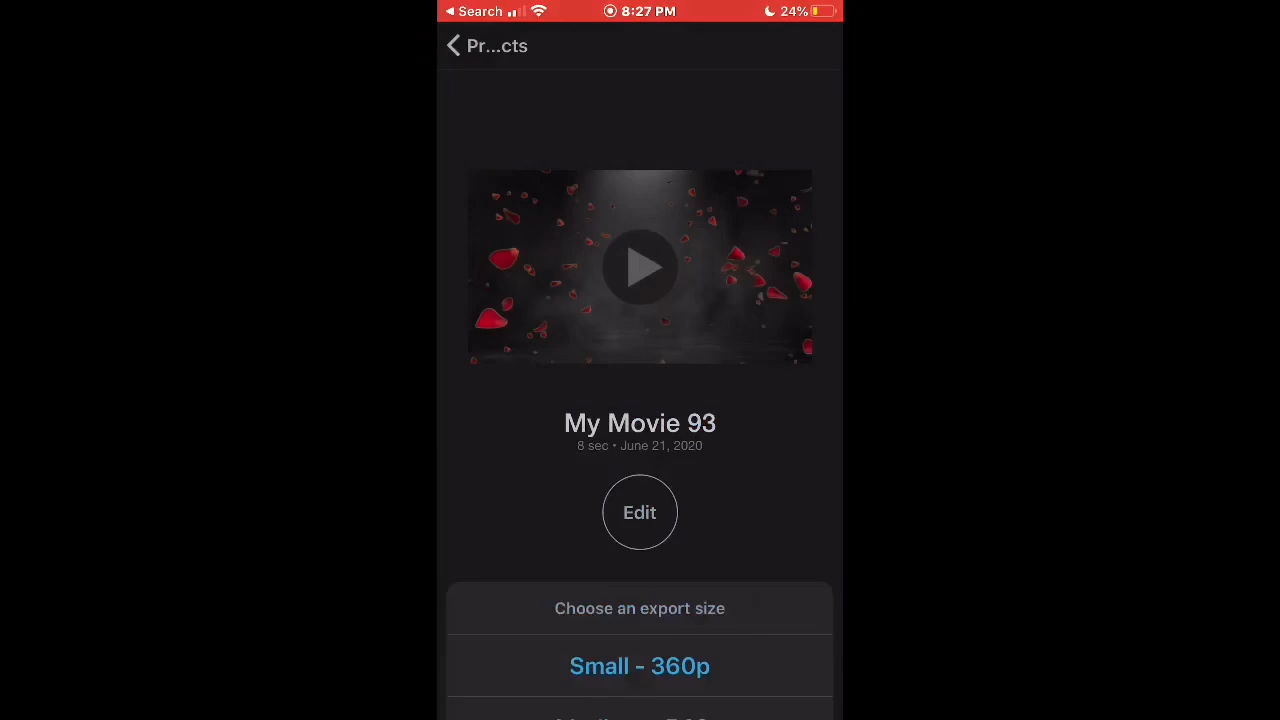 Search 8:27 PM 24%
Pr...cts
My Movie 93
8 sec • June 21, 2020
Edit
Choose an export size
Small - 360p